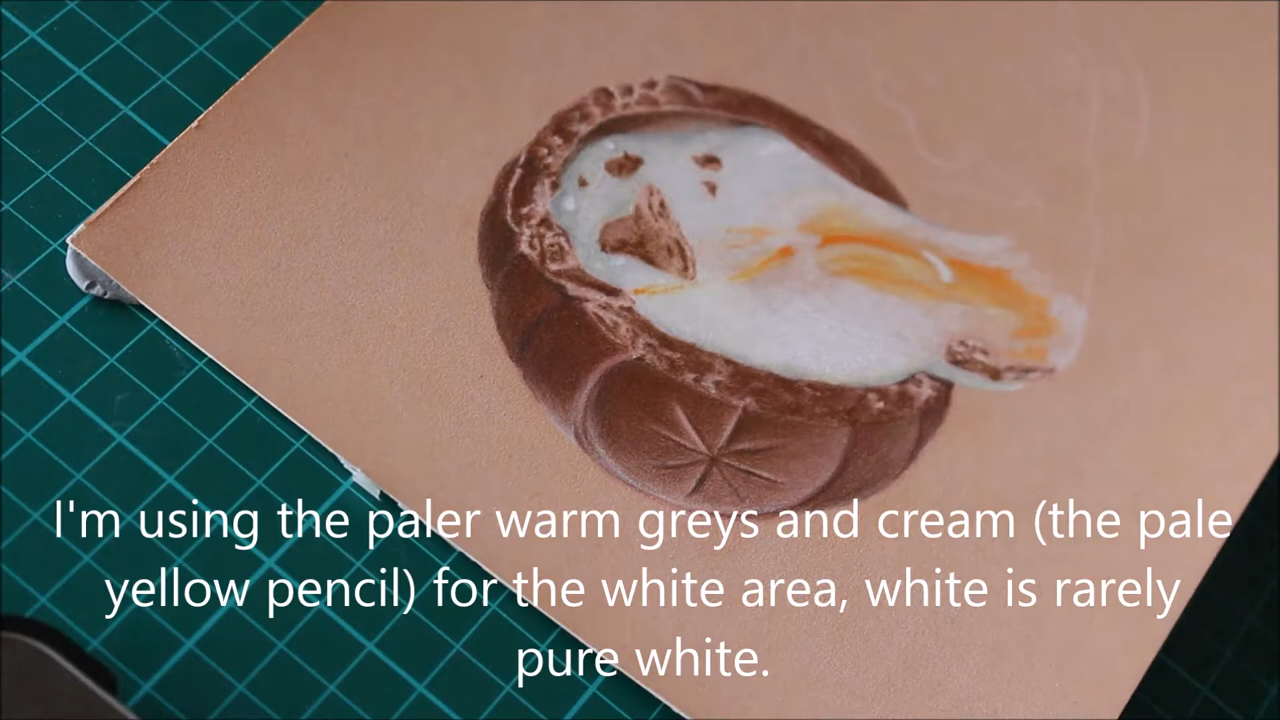 I'm using the paler warm greys and cream (the pale
yellow pencil) for the white area, white is rarely
pure white.